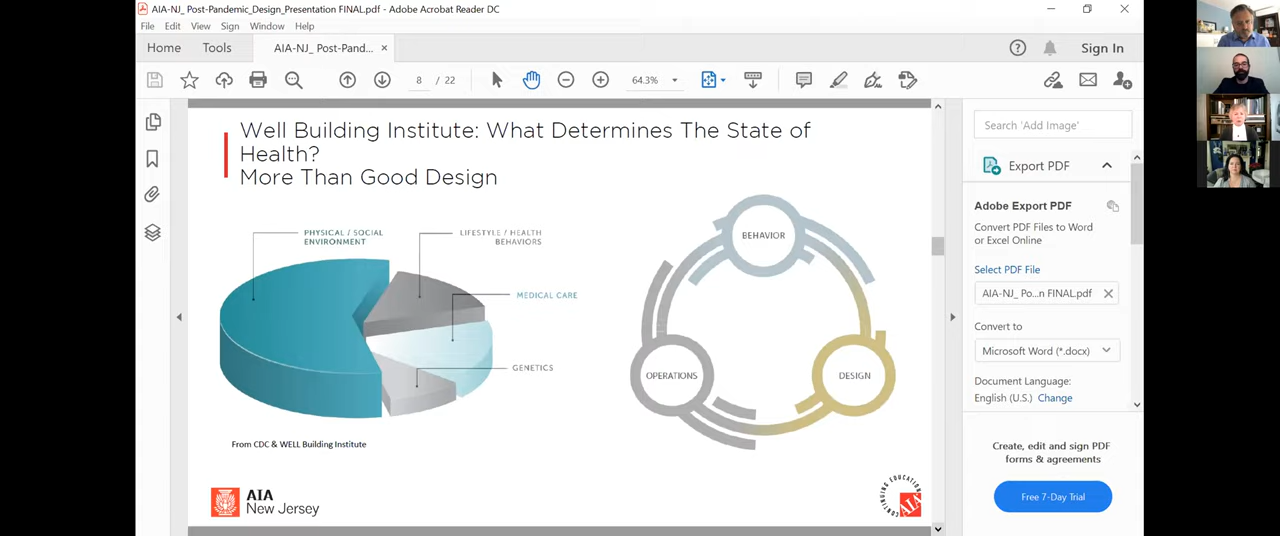 AIA-NJ_ Post-Pandemic_Design_Presentation FINAL.pdf - Adobe Acrobat Reader DC
File Edit View Sign Window Help
Home Tools AIA-NJ_ Post-Pand... × Sign In
8 / 22 64.3%
Well Building Institute: What Determines The State of
Health?
More Than Good Design
PHYSICAL / SOCIAL
ENVIRONMENT
LIFESTYLE / HEALTH
BEHAVIORS
MEDICAL CARE
GENETICS
From CDC & WELL Building Institute
BEHAVIOR
OPERATIONS
DESIGN
AIA
New Jersey
CONTINUING EDUCATION
AIA
Search 'Add Image'
Export PDF
Adobe Export PDF
Convert PDF Files to Word
or Excel Online
Select PDF File
AIA-NJ_ Po...n FINAL.pdf
Convert to
Microsoft Word (*.docx)
Document Language:
English (U.S.) Change
Create, edit and sign PDF
forms & agreements
Free 7-Day Trial